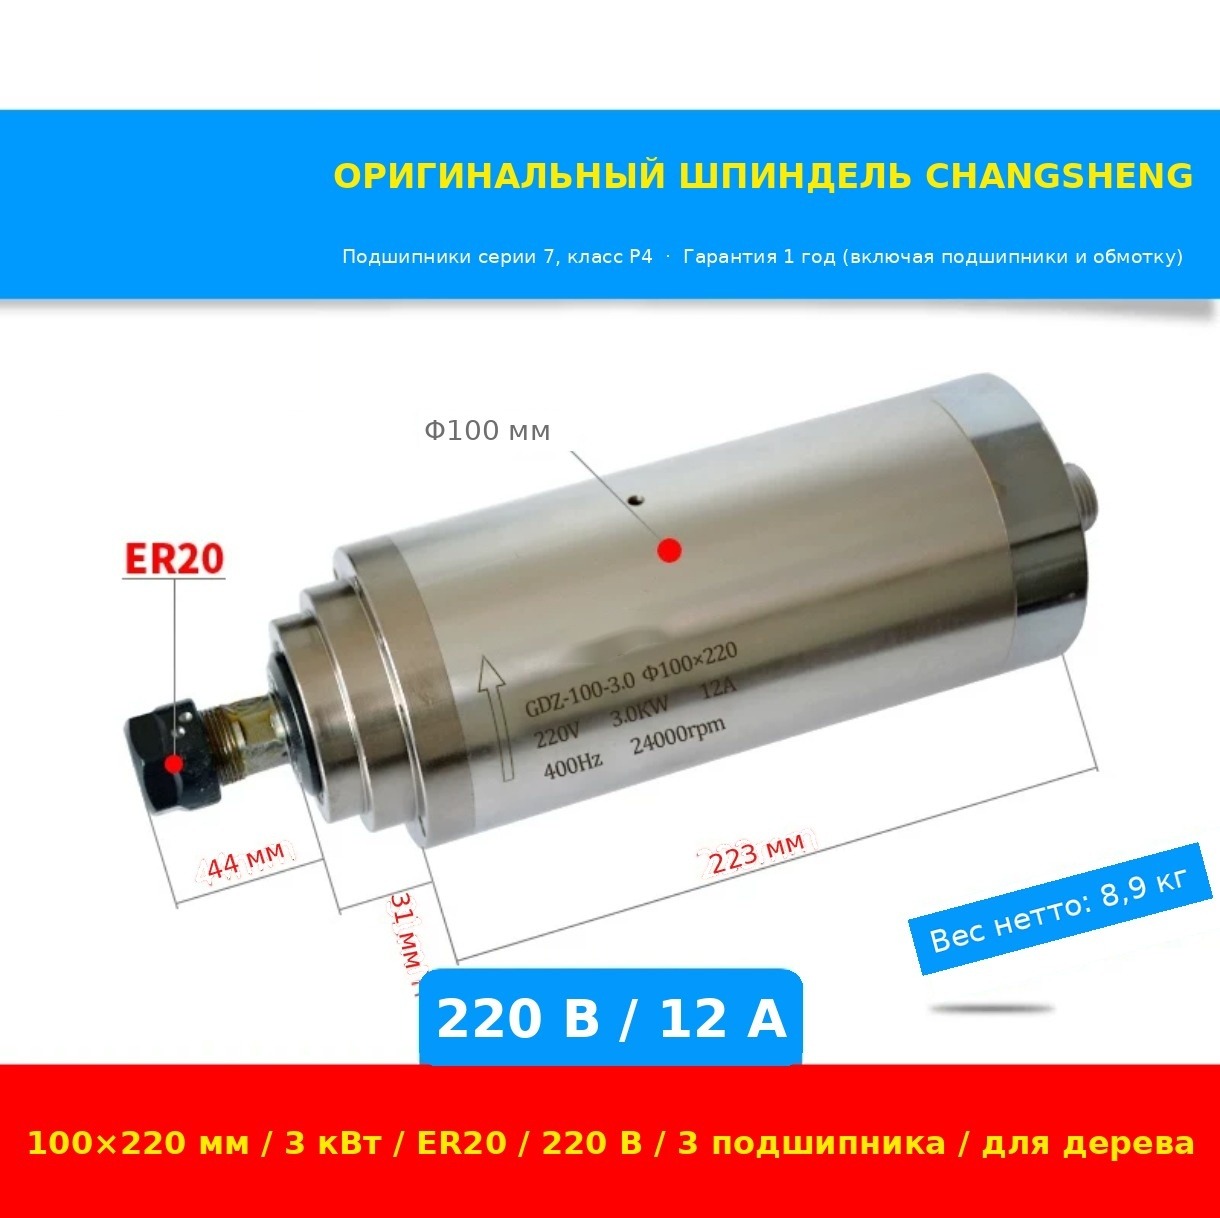 ОРИГИНАЛЬНЫЙ ШПИНДЕЛЬ CHANGSHENG
Подшипники серии 7, класс P4 · Гарантия 1 год (включая подшипники и обмотку)
Ф100 мм
ER20
GDZ-100-3.0 Φ100×220
220V 3.0KW 12A
400Hz 24000rpm
44 мм
31 мм
223 мм
Вес нетто: 8,9 кг
220 В / 12 А
100×220 мм / 3 кВт / ER20 / 220 В / 3 подшипника / для дерева